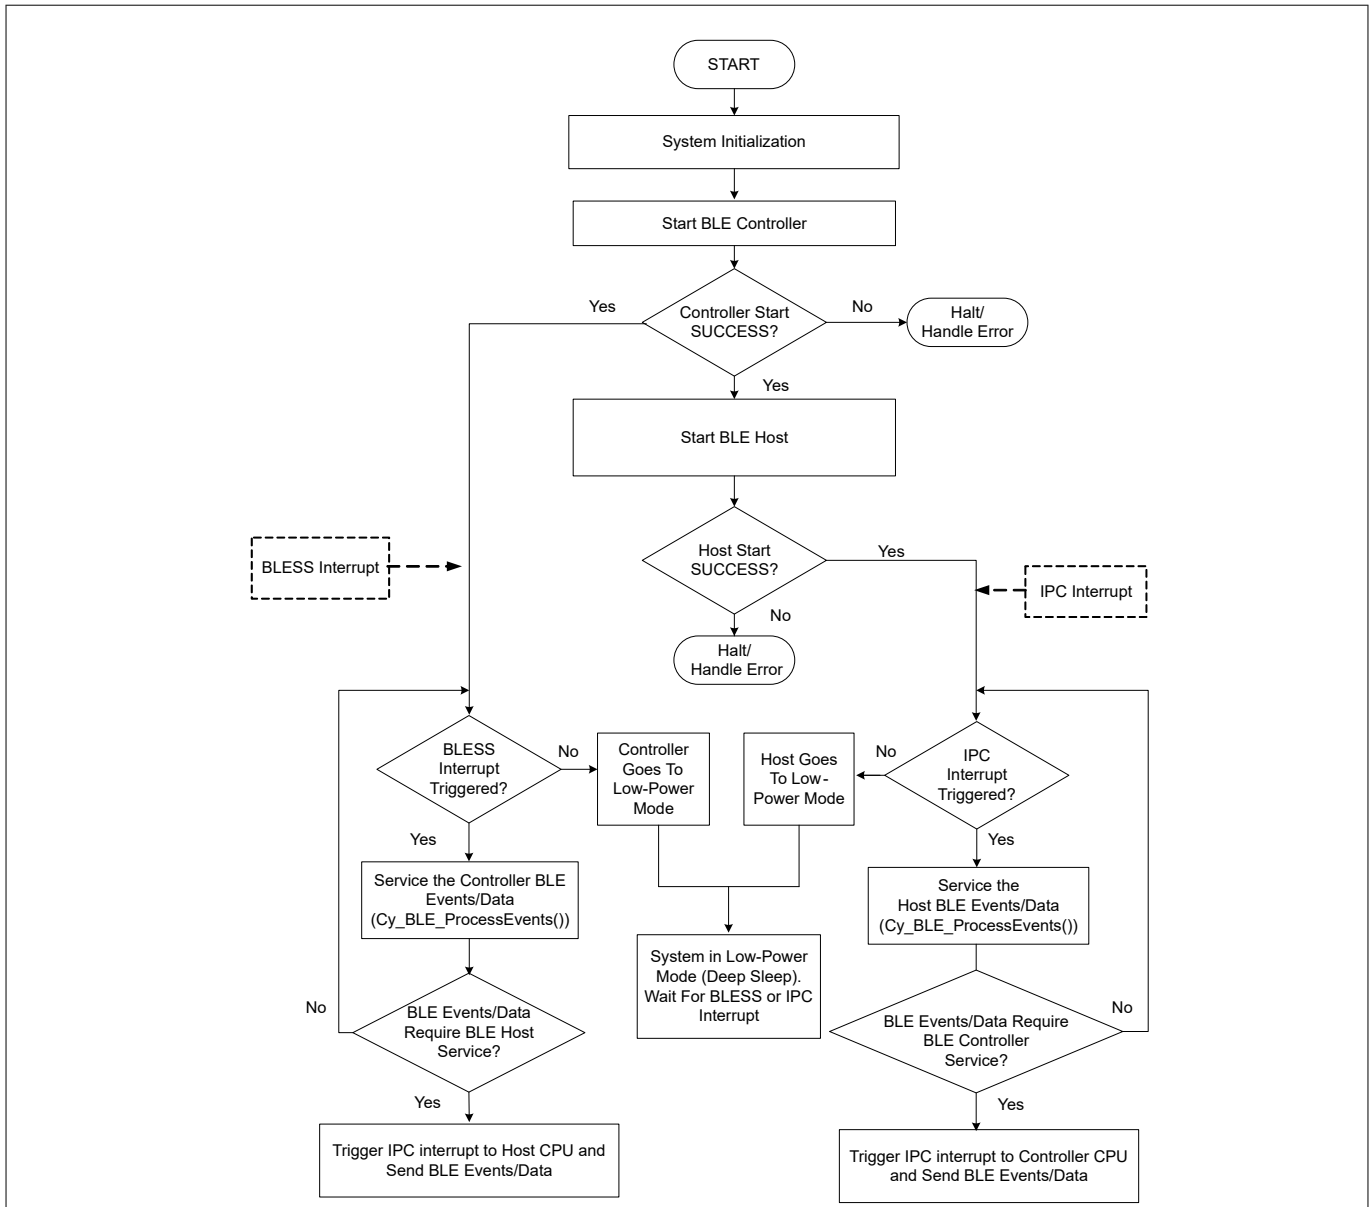 START
System Initialization
Start BLE Controller
Yes
Controller Start
SUCCESS?
No
Halt/
Handle Error
Yes
Start BLE Host
BLESS Interrupt
Host Start
SUCCESS?
Yes
IPC Interrupt
No
Halt/
Handle Error
BLESS
Interrupt
Triggered?
No
Controller
Goes To
Low-Power
Mode
Host Goes
To Low-
Power Mode
No
IPC
Interrupt
Triggered?
Yes
Yes
Service the Controller BLE
Events/Data
(Cy_BLE_ProcessEvents())
Service the
Host BLE Events/Data
(Cy_BLE_ProcessEvents())
System in Low-Power
Mode (Deep Sleep).
Wait For BLESS or IPC
Interrupt
No
BLE Events/Data
Require BLE Host
Service?
BLE Events/Data Require
BLE Controller
Service?
No
Yes
Yes
Trigger IPC interrupt to Host CPU and
Send BLE Events/Data
Trigger IPC interrupt to Controller CPU
and Send BLE Events/Data